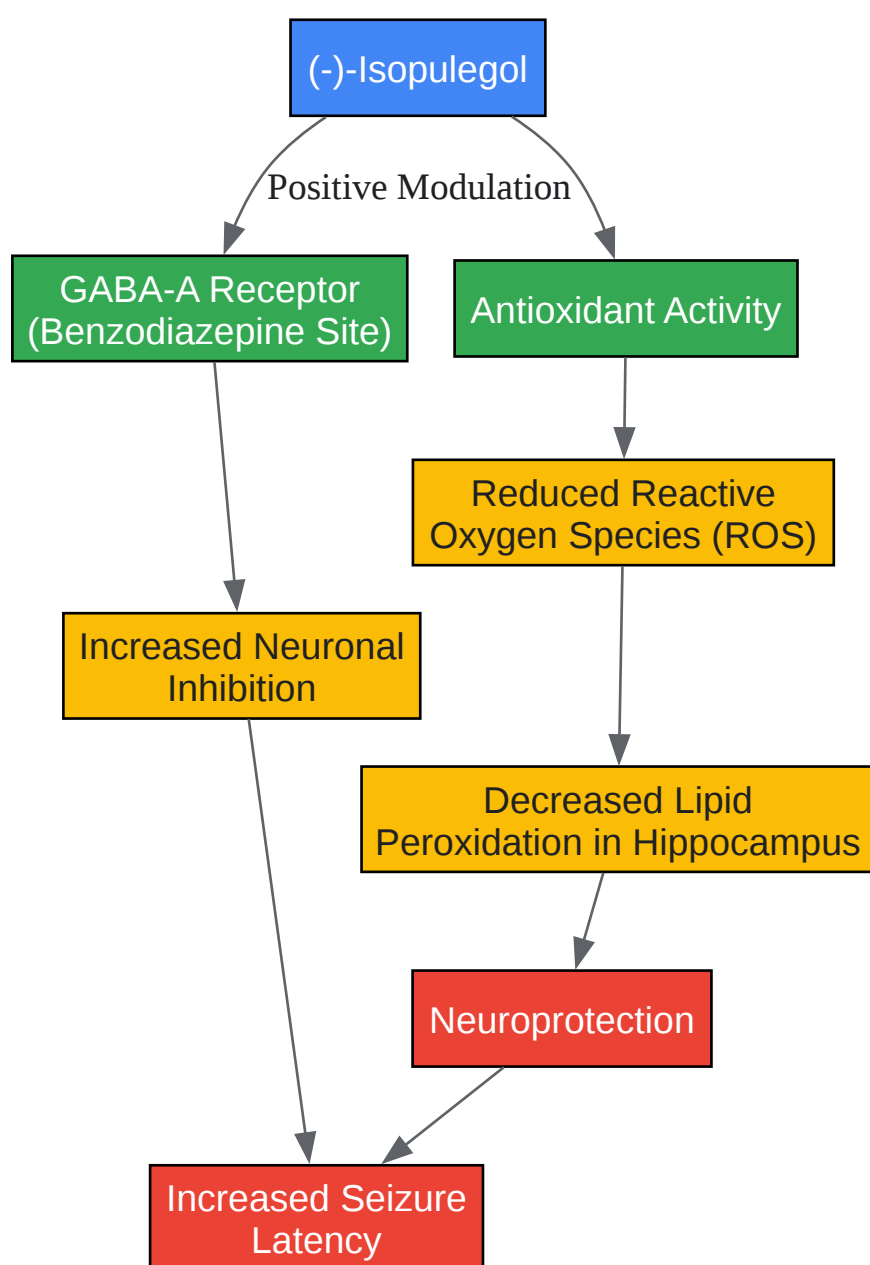 (-)-Isopulegol
Positive Modulation
GABA-A Receptor
(Benzodiazepine Site)
Antioxidant Activity
Reduced Reactive
Oxygen Species (ROS)
Increased Neuronal
Inhibition
Decreased Lipid
Peroxidation in Hippocampus
Neuroprotection
Increased Seizure
Latency